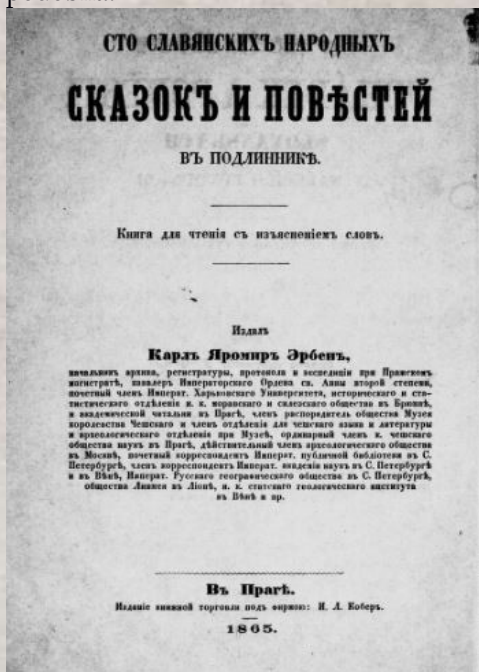 СТО СЛАВЯНСКИХЪ НАРОДНЫХЪ
СКАЗОКЪ И ПОВѢСТЕЙ
ВЪ ПОДЛИННИКѢ.
Книга для чтенія съ изъясненіемъ словъ.
Издалъ
Карлъ Яромиръ Эрбенъ,
начальникъ архива, регистратуры, протокола и экспедиціи при Пражскомъ
магистратѣ, кавалеръ Императорскаго Ордена св. Анны второй степени,
почетный членъ Императ. Харьковскаго Университета, историческаго и ста-
тистическаго отдѣленія и. к. моравскаго и силезскаго общества въ Брюннѣ,
и академической читальни въ Прагѣ, членъ распорядитель общества Музея
королевства Чешскаго и членъ отдѣленія для чешскаго языка и литературы
и археологическаго отдѣленія при Музеѣ, ординарный членъ к. чешскаго
общества наукъ въ Прагѣ, дѣйствительный членъ археологическаго общества
въ Москвѣ, почетный корреспондентъ Императ. публичной библіотеки въ С.
Петербургѣ, членъ корреспондентъ Императ. академіи наукъ въ С. Петербургѣ
и въ Вѣнѣ, Императ. Русскаго географическаго общества въ С. Петербургѣ,
общества Линнея въ Ліонѣ, и. к. статскаго геологическаго института
въ Вѣнѣ и пр.
Въ Прагѣ.
Изданіе книжной торговли подъ фирмою: И. Л. Коберъ.
1865.